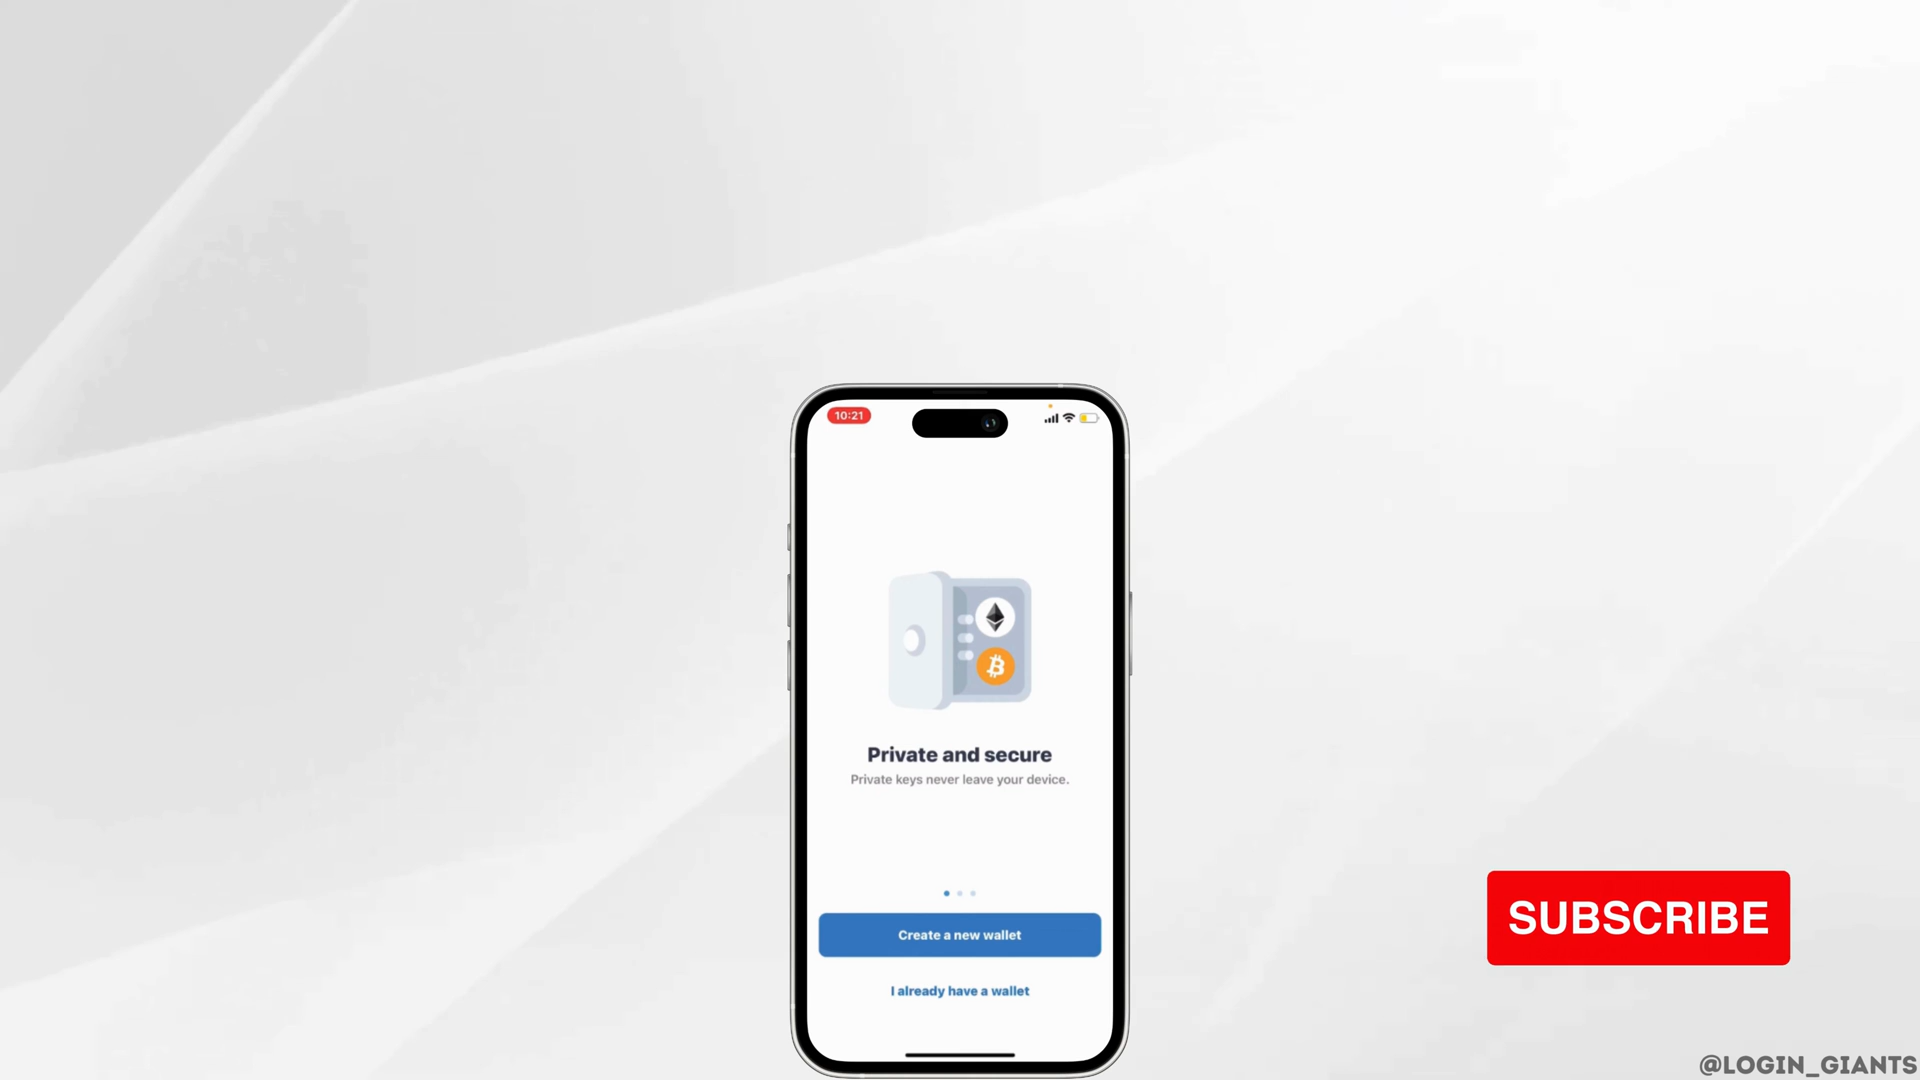 10:21
Private and secure
Private keys never leave your device.
Create a new wallet
I already have a wallet
SUBSCRIBE
@LOGIN_GIANTS